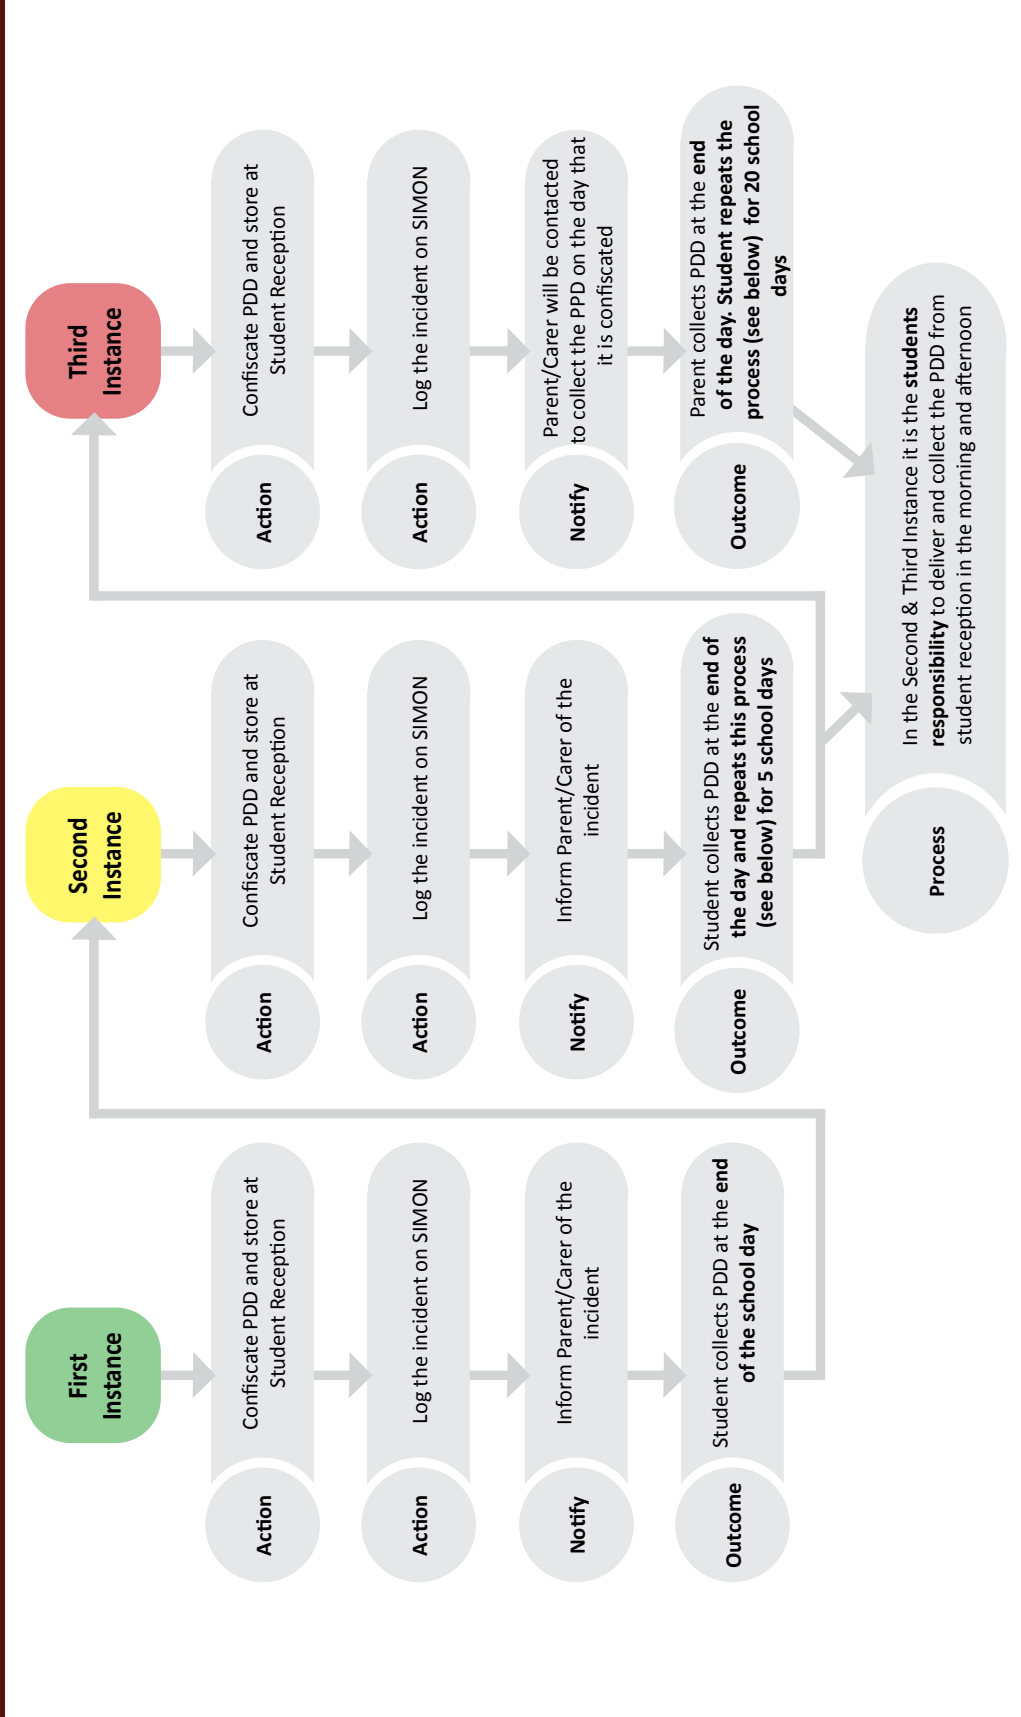 First
Instance
Action
Confiscate PDD and store at
Student Reception
Action
Log the incident on SIMON
Notify
Inform Parent/Carer of the
incident
Outcome
Student collects PDD at the end
of the school day
Second
Instance
Action
Confiscate PDD and store at
Student Reception
Action
Log the incident on SIMON
Notify
Inform Parent/Carer of the
incident
Outcome
Student collects PDD at the end of
the day and repeats this process
(see below) for 5 school days
Third
Instance
Action
Confiscate PDD and store at
Student Reception
Action
Log the incident on SIMON
Notify
Parent/Carer will be contacted
to collect the PPD on the day that
it is confiscated
Outcome
Parent collects PDD at the end
of the day. Student repeats the
process (see below) for 20 school
days
Process
In the Second & Third Instance it is the students
responsibility to deliver and collect the PDD from
student reception in the morning and afternoon